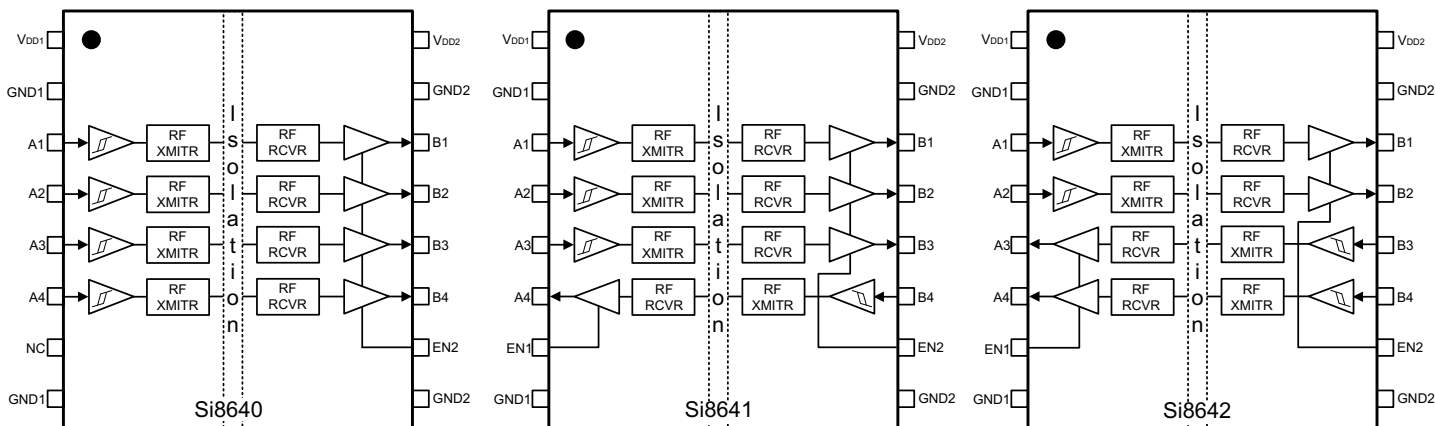 VDD1
GND1
A1
A2
A3
A4
NC
GND1
RF
XMITR
RF
XMITR
RF
XMITR
RF
XMITR
Isolation
RF
RCVR
RF
RCVR
RF
RCVR
RF
RCVR
VDD2
GND2
B1
B2
B3
B4
EN2
GND2
Si8640
VDD1
GND1
A1
A2
A3
A4
EN1
GND1
RF
XMITR
RF
XMITR
RF
XMITR
RF
RCVR
Isolation
RF
RCVR
RF
RCVR
RF
RCVR
RF
XMITR
VDD2
GND2
B1
B2
B3
B4
EN2
GND2
Si8641
VDD1
GND1
A1
A2
A3
A4
EN1
GND1
RF
XMITR
RF
XMITR
RF
RCVR
RF
RCVR
Isolation
RF
RCVR
RF
RCVR
RF
XMITR
RF
XMITR
VDD2
GND2
B1
B2
B3
B4
EN2
GND2
Si8642